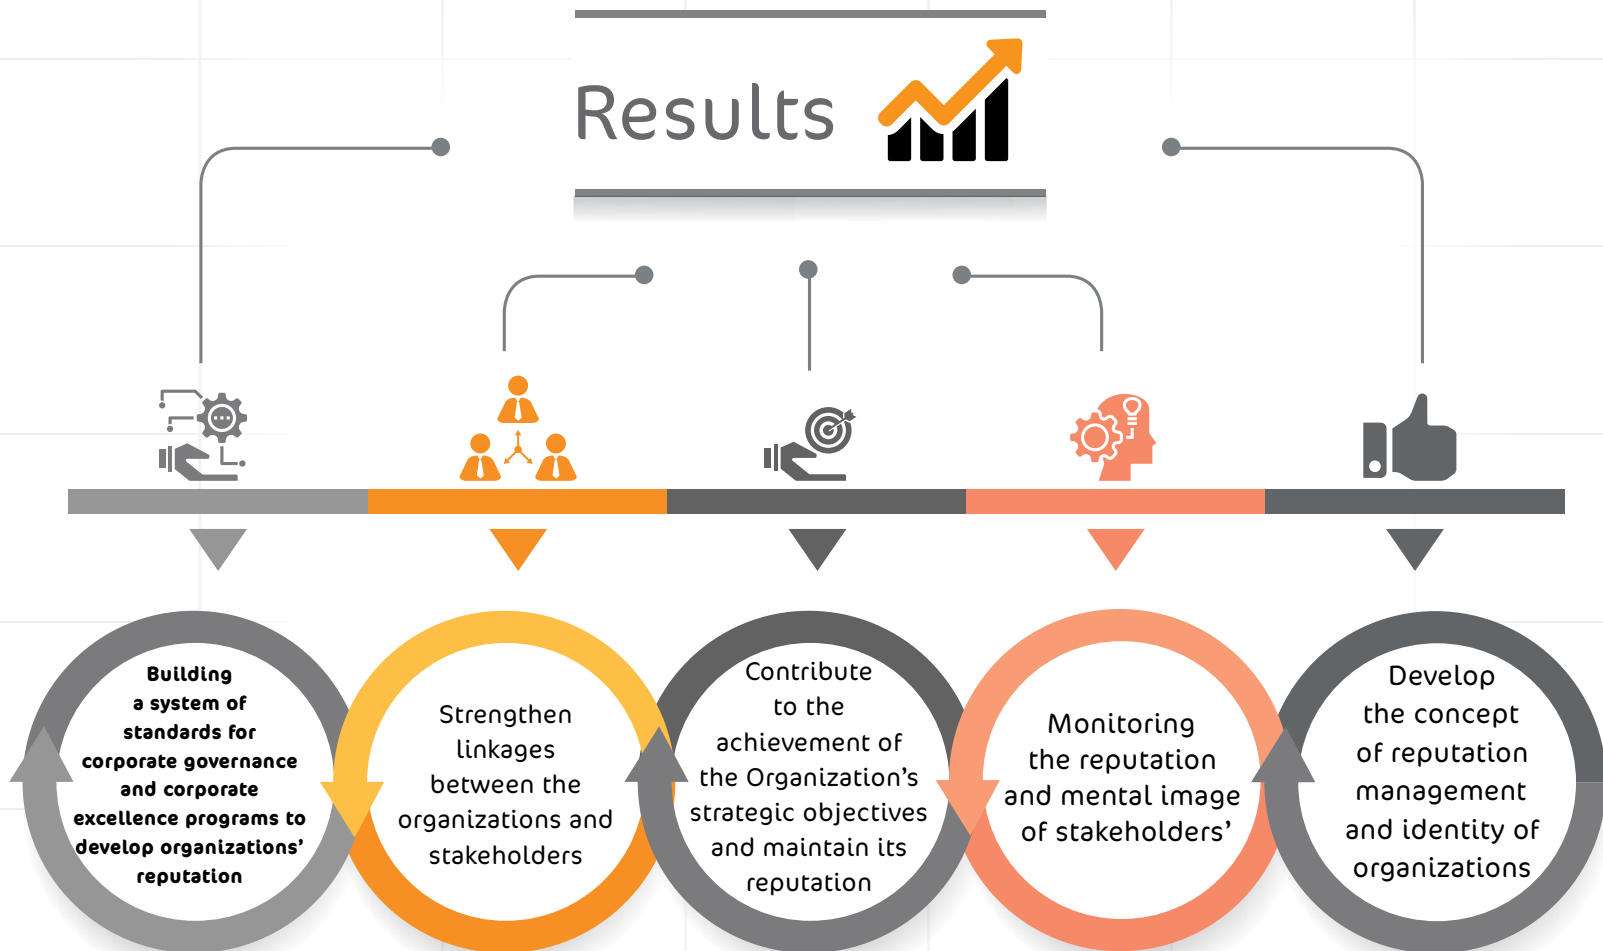 Results
Building
a system of
standards for
corporate governance
and corporate
excellence programs to
develop organizations’
reputation
Strengthen
linkages
between the
organizations and
stakeholders
Contribute
to the
achievement of
the Organization’s
strategic objectives
and maintain its
reputation
Monitoring
the reputation
and mental image
of stakeholders’
Develop
the concept
of reputation
management
and identity of
organizations